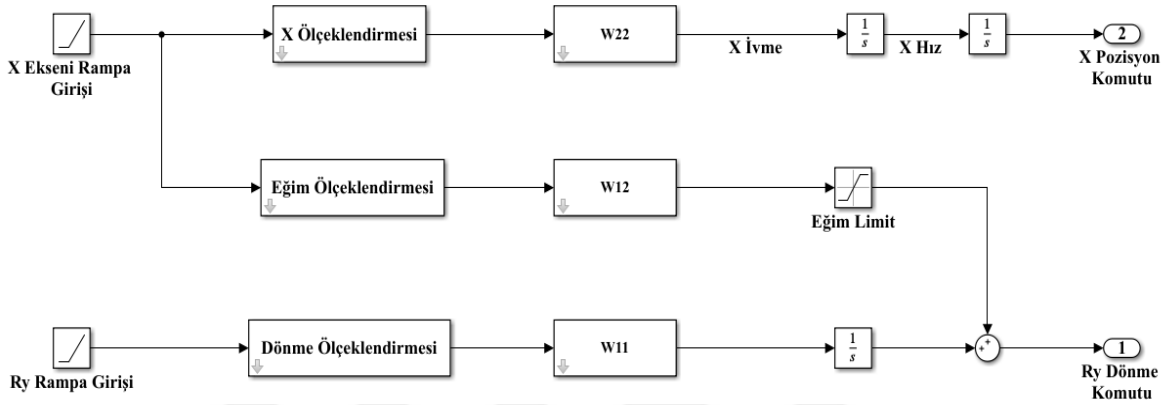 X Ekseni Rampa
Girişi
X Ölçeklendirmesi
W22
X İvme
1
s
X Hız
1
s
2
X Pozisyon
Komutu
Eğim Ölçeklendirmesi
W12
Eğim Limit
Ry Rampa Girişi
Dönme Ölçeklendirmesi
W11
1
s
++
1
Ry Dönme
Komutu